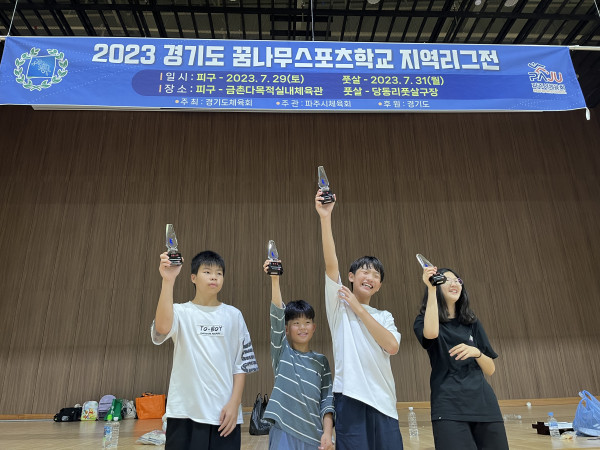 2023 경기도 꿈나무스포츠학교 지역리그전
| 일 시 : 피구 - 2023. 7. 29(토) 풋살 - 2023. 7. 31(월)
| 장 소 : 피구 - 금촌다목적실내체육관 풋살 - 당동리풋살구장
• 주 최 : 경기도체육회 • 주 관 : 파주시체육회 • 후 원 : 경기도
PAJU
TO-BOT